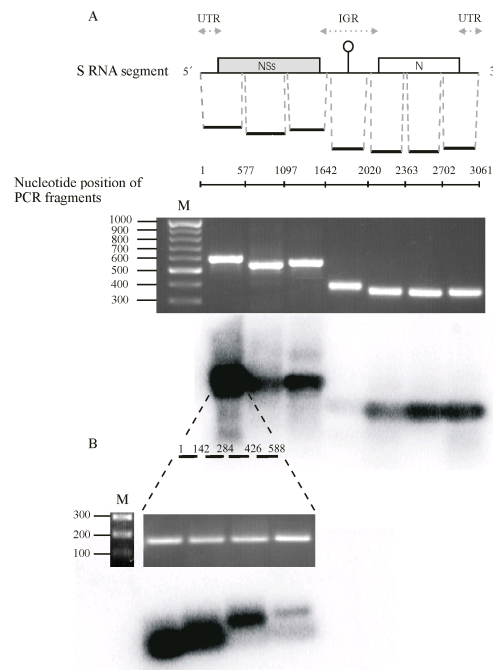 A
UTR IGR UTR
S RNA segment 5´ NSs N 3
1 577 1097 1642 2020 2363 2702 3061
Nucleotide position of
PCR fragments
M
1000
900
800
700
600
500
400
300
B
1 142 284 426 588
M
300
200
100